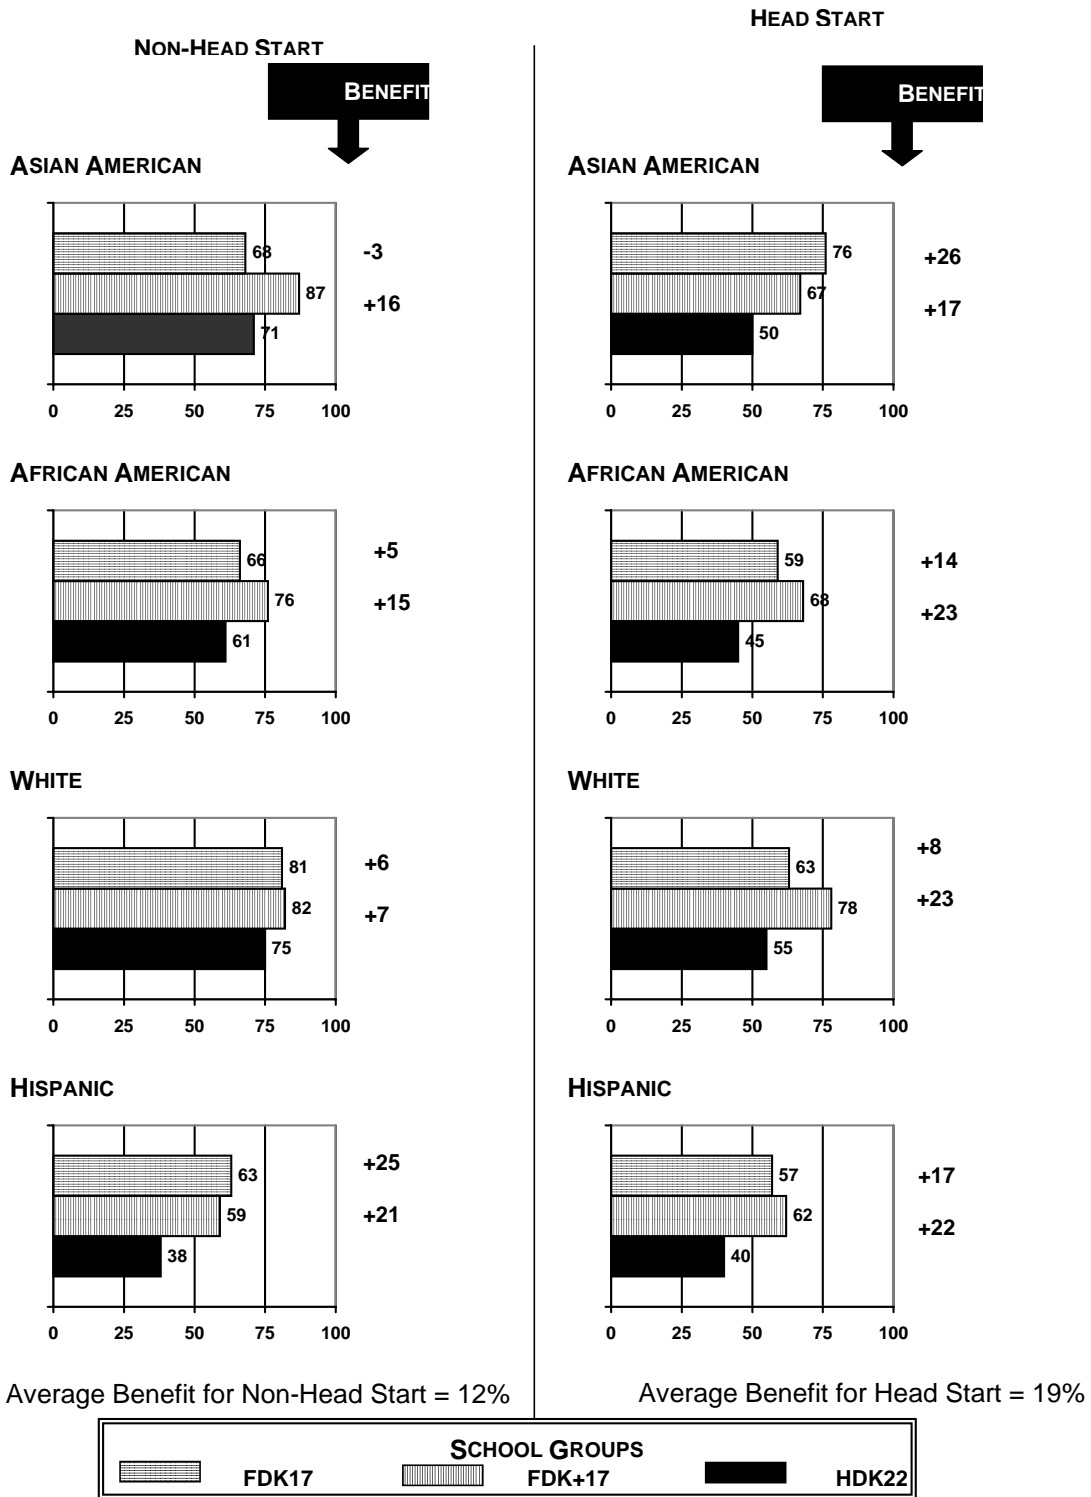 NON-HEAD START
BENEFIT
ASIAN AMERICAN
68
87
71
-3
+16
0 25 50 75 100
AFRICAN AMERICAN
66
76
61
+5
+15
0 25 50 75 100
WHITE
81
82
75
+6
+7
0 25 50 75 100
HISPANIC
63
59
38
+25
+21
0 25 50 75 100
Average Benefit for Non-Head Start = 12%
HEAD START
BENEFIT
ASIAN AMERICAN
76
67
50
+26
+17
0 25 50 75 100
AFRICAN AMERICAN
59
68
45
+14
+23
0 25 50 75 100
WHITE
63
78
55
+8
+23
0 25 50 75 100
HISPANIC
57
62
40
+17
+22
0 25 50 75 100
Average Benefit for Head Start = 19%
SCHOOL GROUPS
FDK17 FDK+17 HDK22